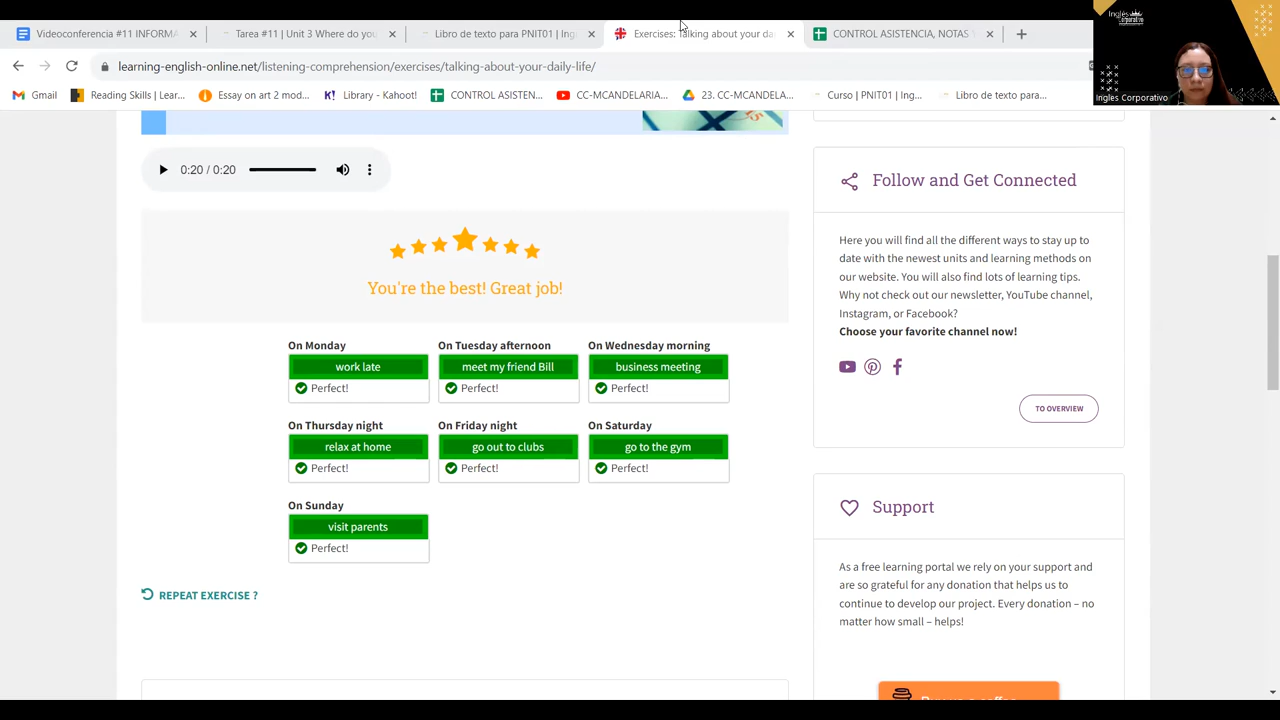 Videoconferencia #11 INFORMA
Tarea #11 | Unit 3 Where do you
Libro de texto para PNIT01 | Ing
Exercises: Talking about your da
CONTROL ASISTENCIA, NOTAS Y
learning-english-online.net/listening-comprehension/exercises/talking-about-your-daily-life/
Gmail
Reading Skills | Lear...
Essay on art 2 mod...
Library - Kahoo
CONTROL ASISTEN...
CC-MCANDELARIA...
23. CC-MCANDELA...
Curso | PNIT01 | Ing...
Libro de texto para...
Inglés
Corporativo
Ingles Corporativo
0:20 / 0:20
You're the best! Great job!
On Monday
work late
Perfect!
On Tuesday afternoon
meet my friend Bill
Perfect!
On Wednesday morning
business meeting
Perfect!
On Thursday night
relax at home
Perfect!
On Friday night
go out to clubs
Perfect!
On Saturday
go to the gym
Perfect!
On Sunday
visit parents
Perfect!
REPEAT EXERCISE ?
Follow and Get Connected
Here you will find all the different ways to stay up to
date with the newest units and learning methods on
our website. You will also find lots of learning tips.
Why not check out our newsletter, YouTube channel,
Instagram, or Facebook?
Choose your favorite channel now!
TO OVERVIEW
Support
As a free learning portal we rely on your support and
are so grateful for any donation that helps us to
continue to develop our project. Every donation – no
matter how small – helps!